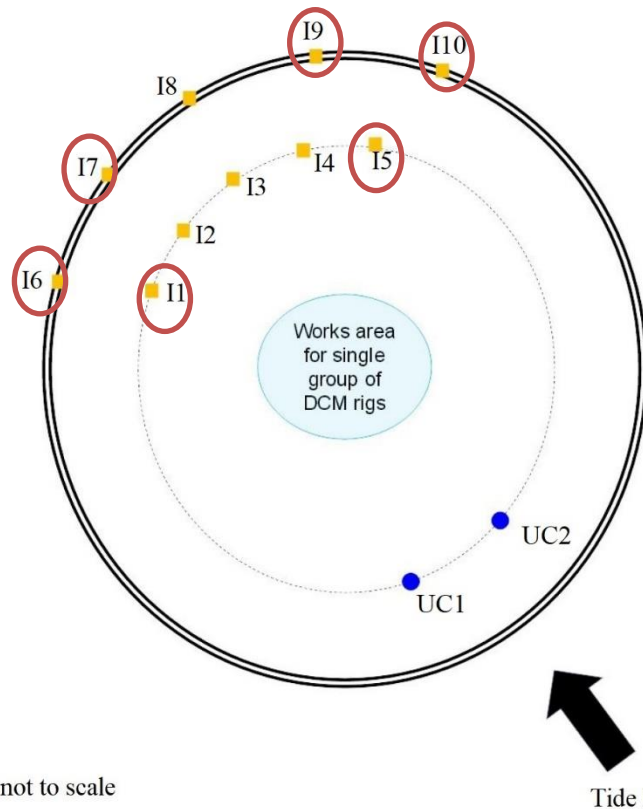 I9
I10
I8
I7
I4
I5
I3
I2
I6
I1
Works area
for single
group of
DCM rigs
UC2
UC1
not to scale
Tide